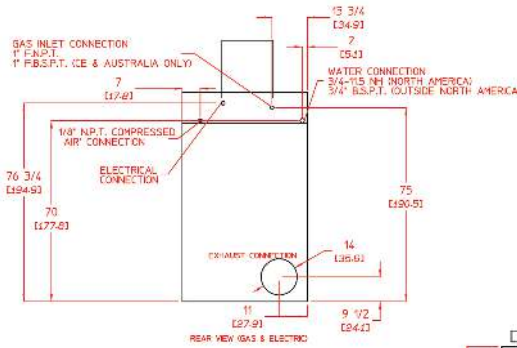 13 3/4
[34.9]
GAS INLET CONNECTION
1" F.N.P.T.
1" F.B.S.P.T. (CE & AUSTRALIA ONLY)
2
[5.1]
WATER CONNECTION
3/4-11.5 NH (NORTH AMERICA)
3/4" B.S.P.T. (OUTSIDE NORTH AMERICA
7
[17.8]
1/8" N.P.T. COMPRESSED
AIR' CONNECTION
ELECTRICAL
CONNECTION
76 3/4
[194.9]
70
[177.8]
75
[190.5]
EXHAUST CONNECTION
14
[35.6]
11
[27.9]
9 1/2
[24.1]
REAR VIEW (GAS & ELECTRIC)